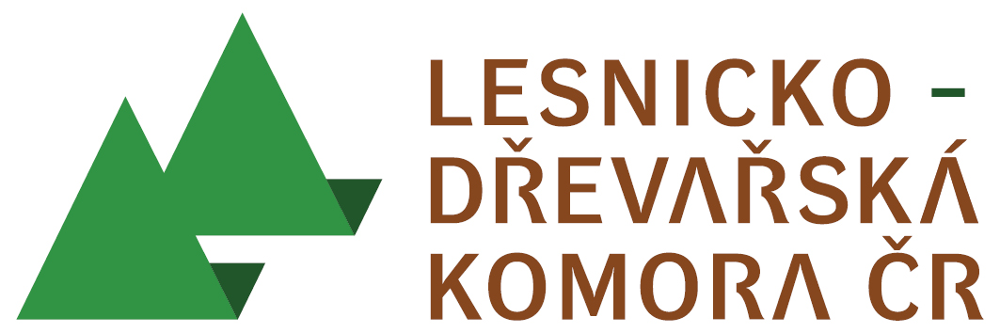 LESNICKO –
DŘEVAŘSKÁ
KOMORA ČR